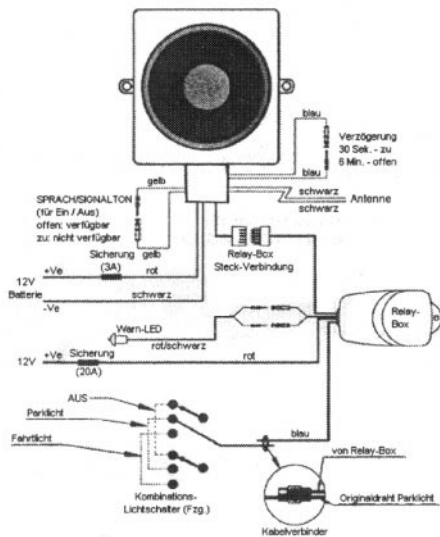 blau
Verzögerung
30 Sek. - zu
6 Min. - offen
blau
gelb
schwarz
Antenne
schwarz
SPRACH/SIGNALTON
(für Ein / Aus)
offen: verfügbar
zu: nicht verfügbar
gelb
Relay-Box
Steck-Verbindung
+Ve
Sicherung
(3A)
rot
12V
Batterie
schwarz
-Ve
Warn-LED
rot/schwarz
Relay-
Box
12V
+Ve
Sicherung
(20A)
rot
AUS
Parklicht
Fahrtlicht
blau
von Relay-Box
Originaldraht Parklicht
Kombinations-
Lichtschalter (Fzg.)
Kabelverbinder